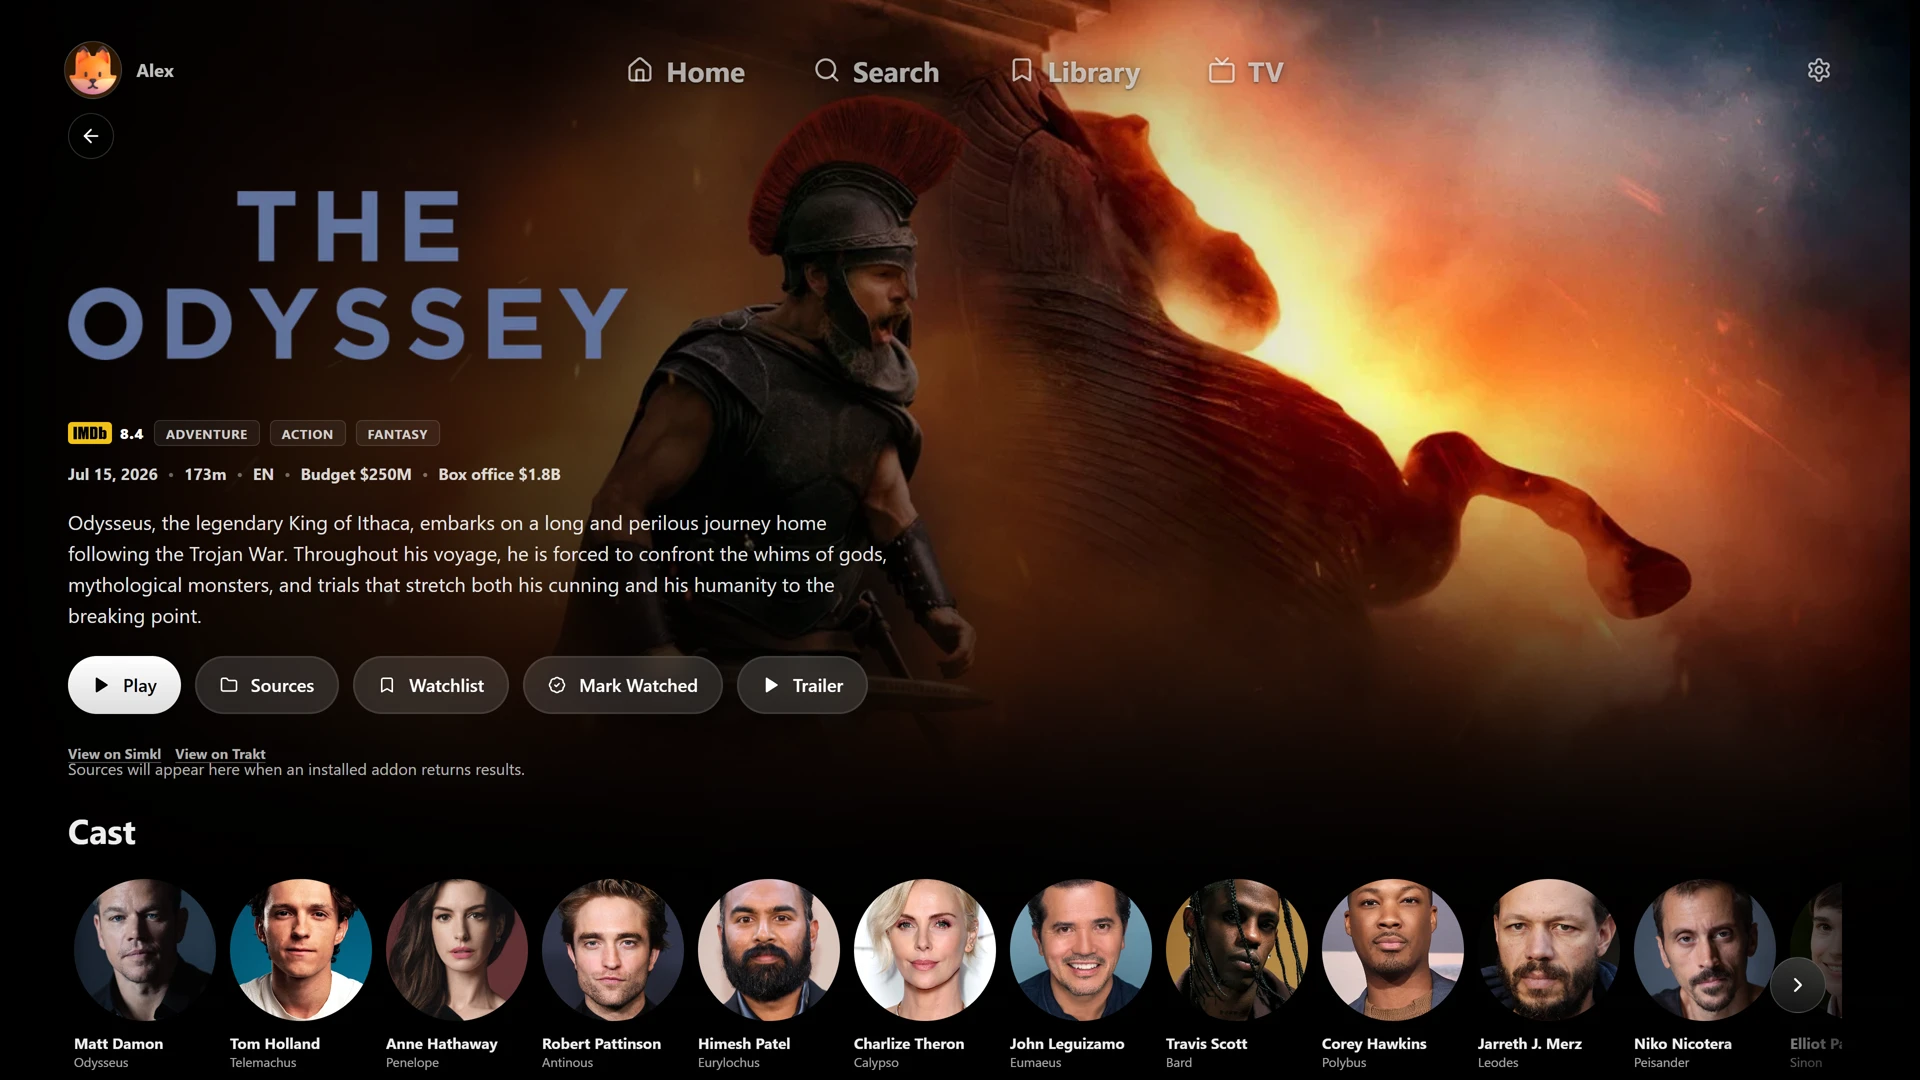 Alex
Home
Search
Library
TV
THE
ODYSSEY
IMDb 8.4 ADVENTURE ACTION FANTASY
Jul 15, 2026 • 173m • EN • Budget $250M • Box office $1.8B
Odysseus, the legendary King of Ithaca, embarks on a long and perilous journey home
following the Trojan War. Throughout his voyage, he is forced to confront the whims of gods,
mythological monsters, and trials that stretch both his cunning and his humanity to the
breaking point.
Play
Sources
Watchlist
Mark Watched
Trailer
View on Simkl View on Trakt
Sources will appear here when an installed addon returns results.
Cast
Matt Damon
Odysseus
Tom Holland
Telemachus
Anne Hathaway
Penelope
Robert Pattinson
Antinous
Himesh Patel
Eurylochus
Charlize Theron
Calypso
John Leguizamo
Eumaeus
Travis Scott
Bard
Corey Hawkins
Polybus
Jarreth J. Merz
Leodes
Niko Nicotera
Peisander
Elliot
Sinon